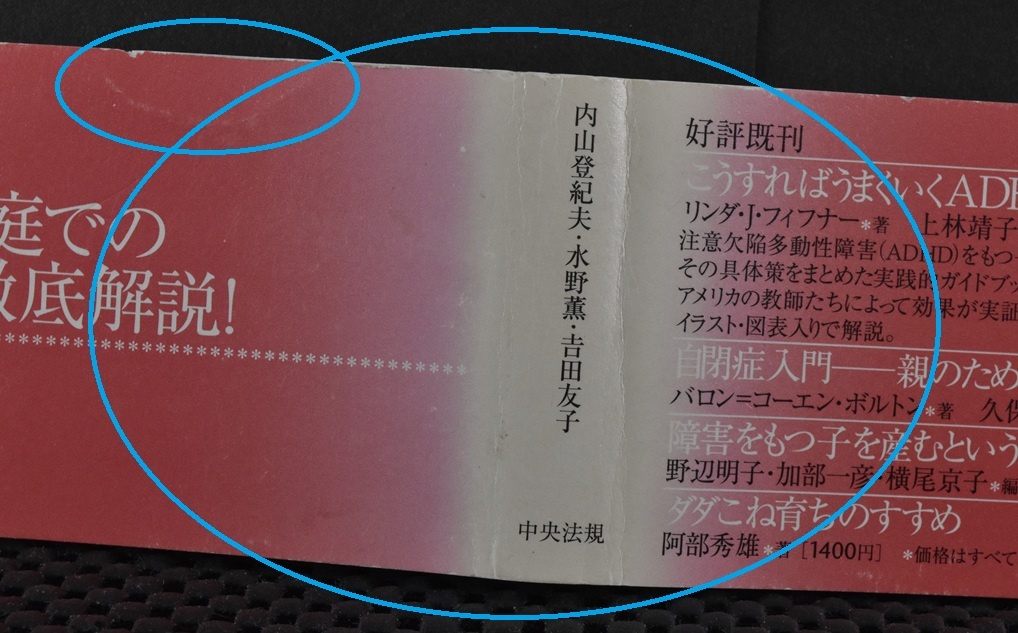 庭での
底解説!
*****************************************
内山登紀夫・水野薫・吉田友子
中央法規
好評既刊
こうすればうまくいくADH
リンダ・J・フィフナー*著 上林靖子
注意欠陥多動性障害(ADHD)をもつ
その具体策をまとめた実践的ガイドブッ
アメリカの教師たちによって効果が実証
イラスト・図表入りで解説。
自閉症入門──親のため
バロン=コーエン・ボルトン*著 久保
障害をもつ子を産むという
野辺明子・加部一彦・横尾京子*編
ダダこね育ちのすすめ
阿部秀雄*著[1400円] *価格はすべて